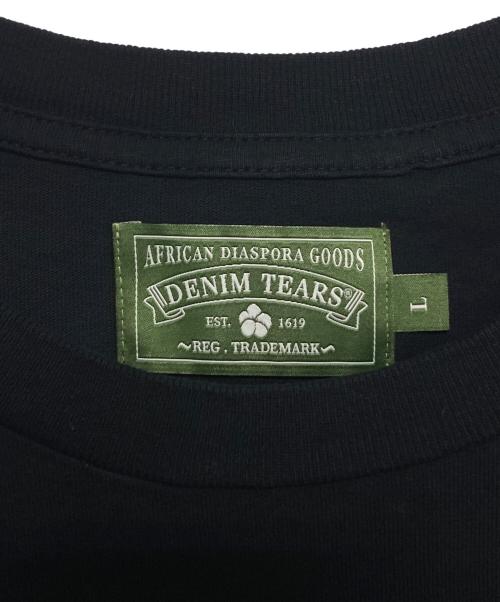 AFRICAN DIASPORA GOODS
DENIM TEARS®
EST. 1619
~REG. TRADEMARK~
L